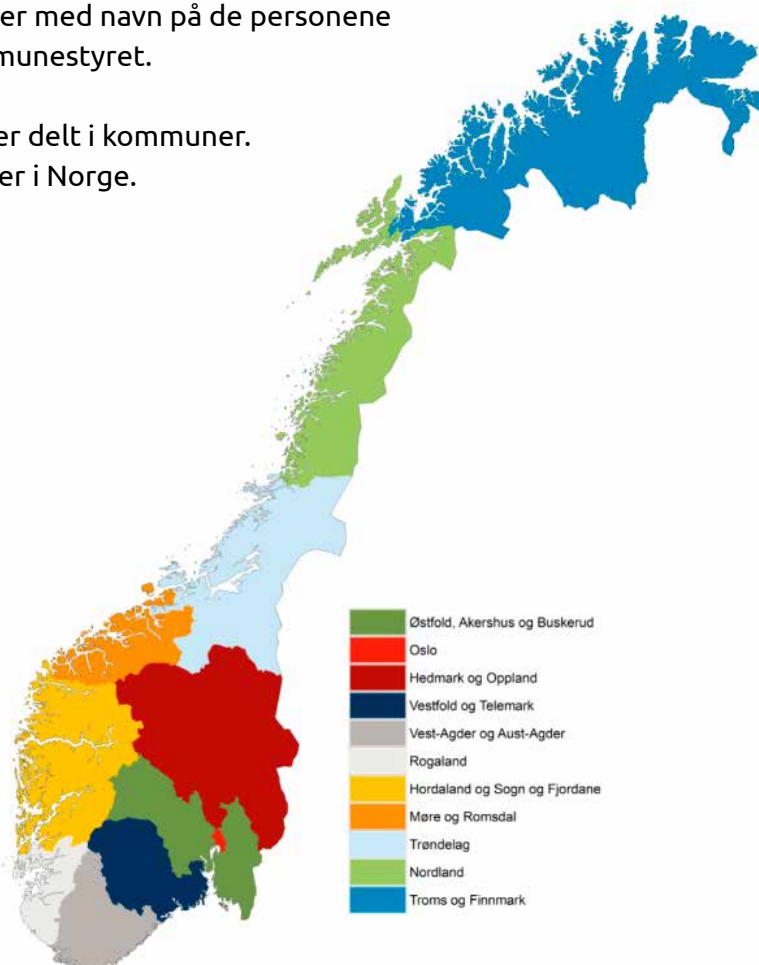 er med navn på de personene
munestyret.
er delt i kommuner.
er i Norge.
Østfold, Akershus og Buskerud
Oslo
Hedmark og Oppland
Vestfold og Telemark
Vest-Agder og Aust-Agder
Rogaland
Hordaland og Sogn og Fjordane
Møre og Romsdal
Trøndelag
Nordland
Troms og Finnmark